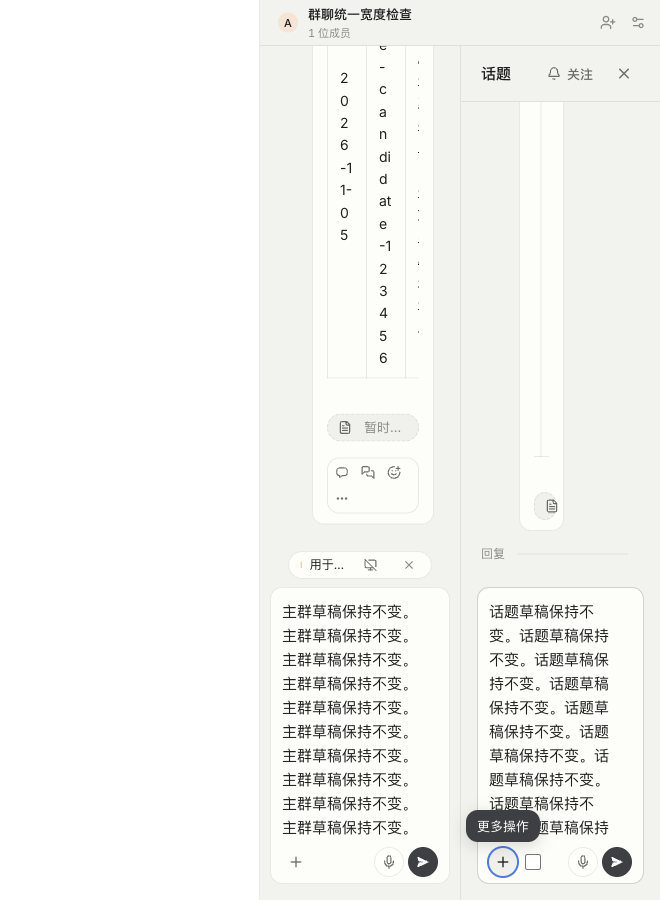 A
群聊统一宽度检查
1 位成员
e
-
c
a
n
di
d
at
e
-1
2
3
4
5
6
2
0
2
6
-1
1-
0
5
暂时...
用于...
主群草稿保持不变。
主群草稿保持不变。
主群草稿保持不变。
主群草稿保持不变。
主群草稿保持不变。
主群草稿保持不变。
主群草稿保持不变。
主群草稿保持不变。
主群草稿保持不变。
主群草稿保持不变。
话题
关注
回复
话题草稿保持不
变。话题草稿保持
不变。话题草稿保
持不变。话题草稿
保持不变。话题草
稿保持不变。话题
草稿保持不变。话
题草稿保持不变。
话题草稿保持不
题草稿保持
更多操作